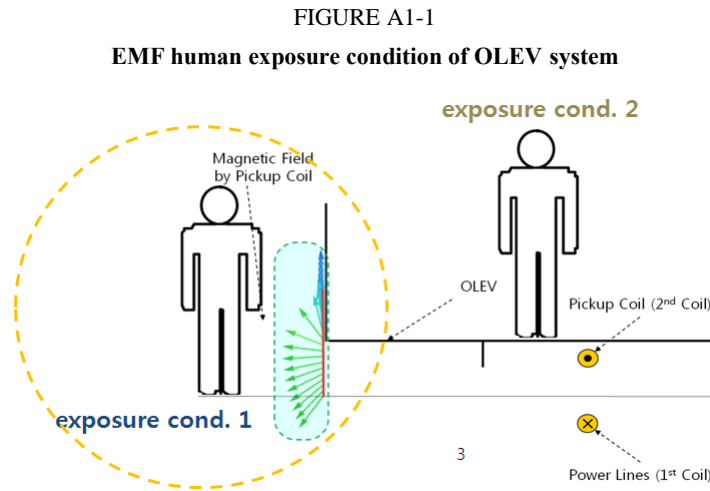 FIGURE A1-1
EMF human exposure condition of OLEV system
exposure cond. 2
Magnetic Field
by Pickup Coil
OLEV
Pickup Coil (2nd Coil)
exposure cond. 1
3
Power Lines (1st Coil)